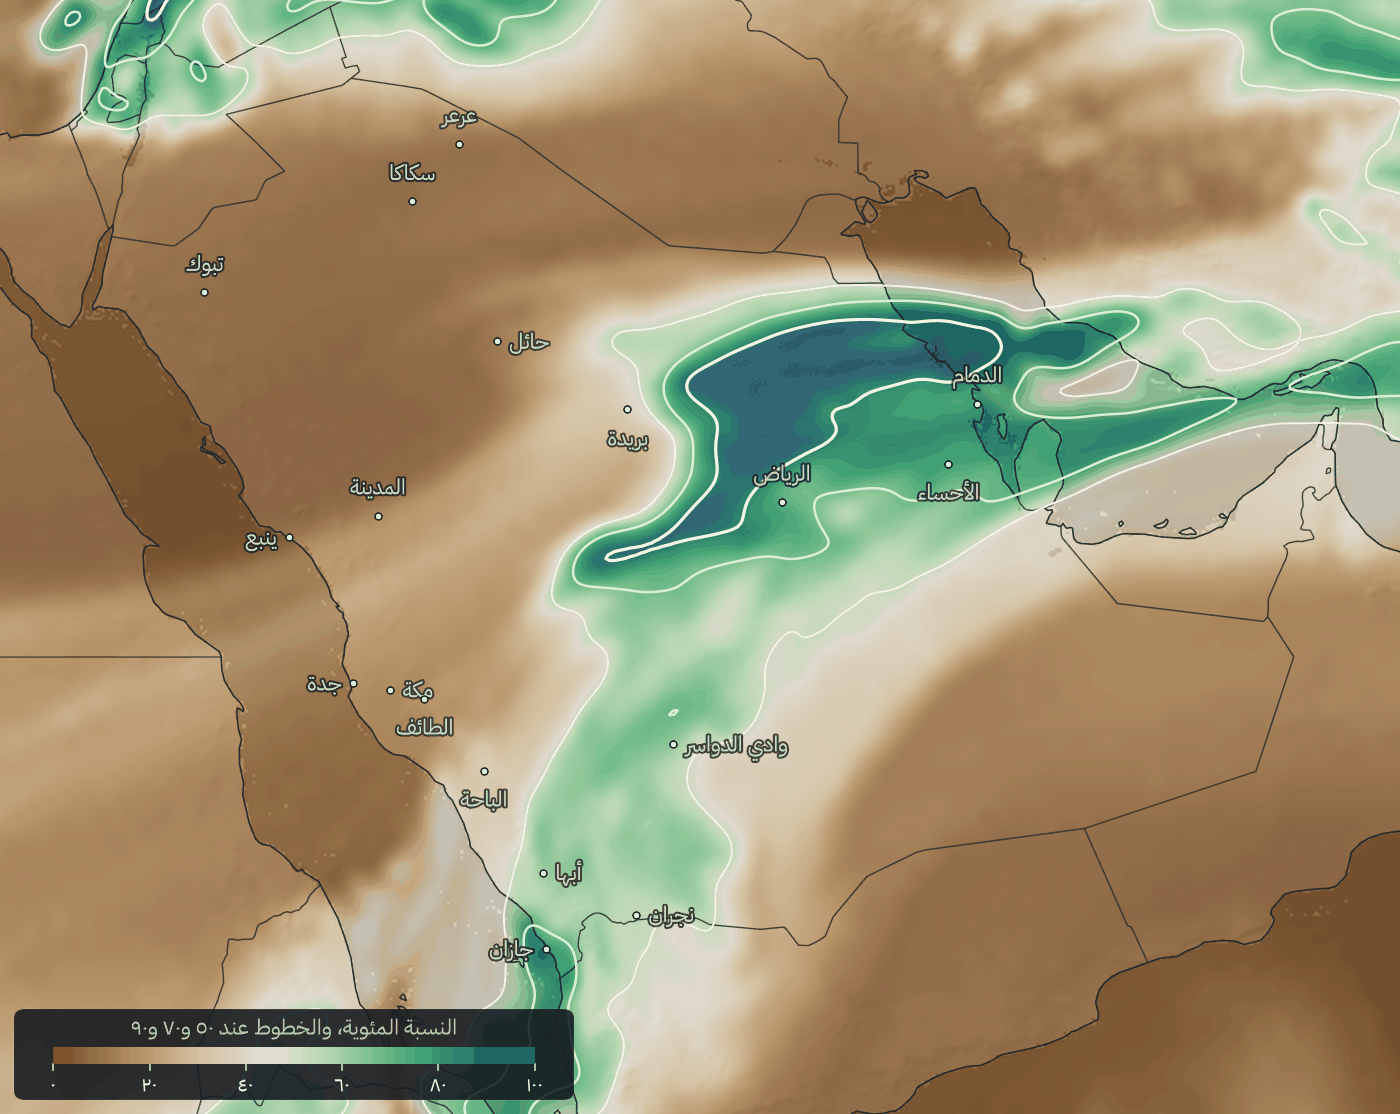 عرعر
سكاكا
تبوك
حائل
الدمام
بريدة
الرياض
المدينة
الأحساء
ينبع
جدة
مكة
الطائف
وادي الدواسر
الباحة
أبها
نجران
جازان
النسبة المئوية، والخطوط عند ٥٠ و٧٠ و٩٠
٠ ٢٠ ٤٠ ٦٠ ٨٠ ١٠٠